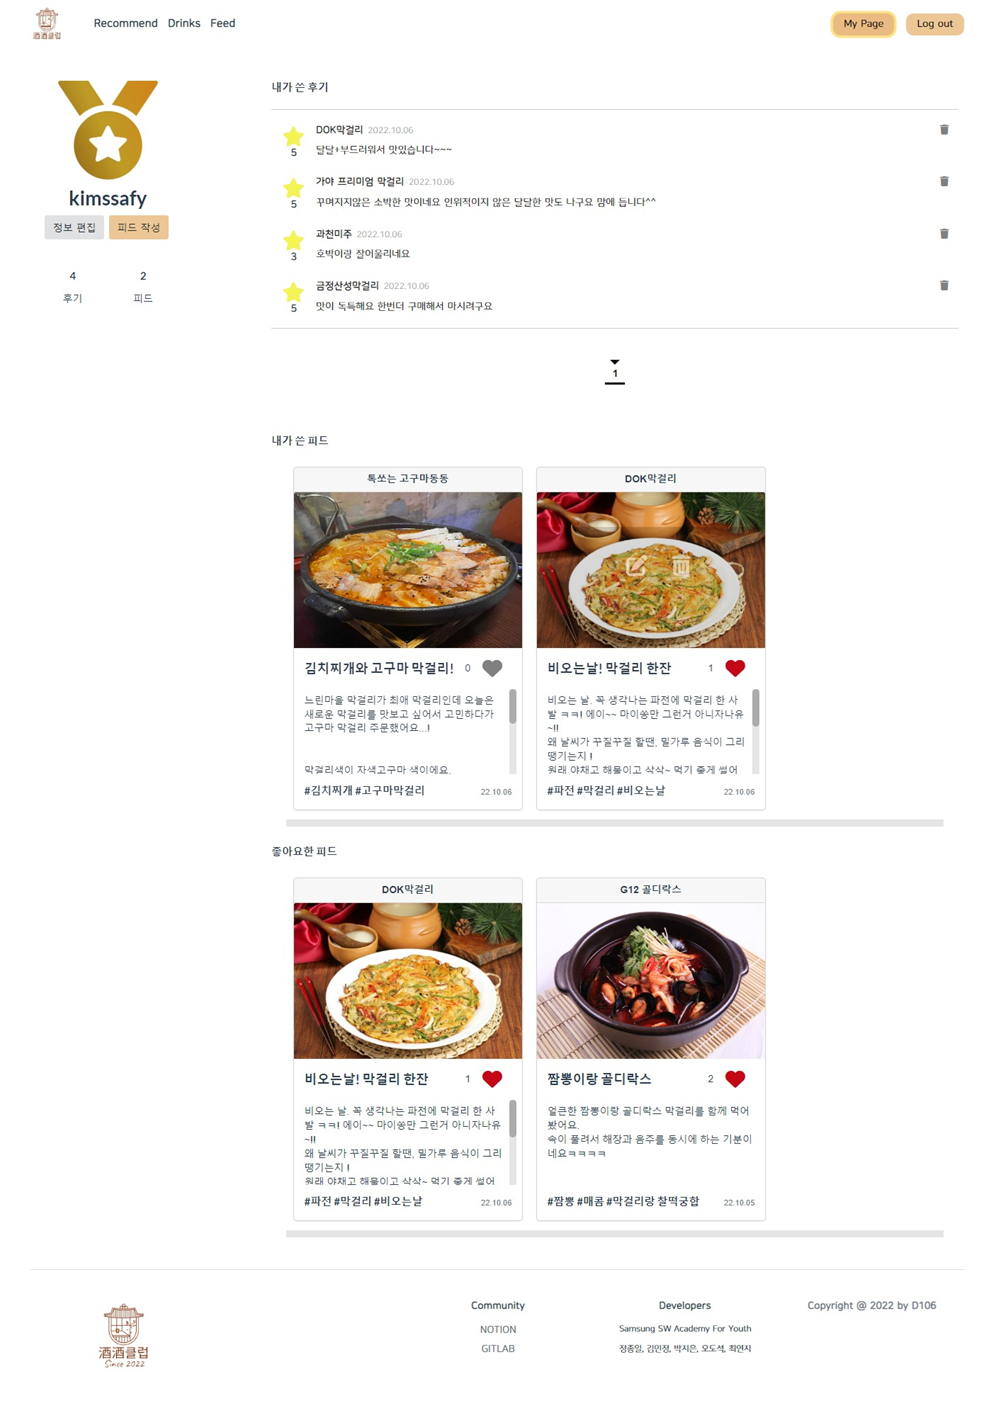 酒酒클럽
Recommend Drinks Feed
My Page
Log out
kimssafy
정보 편집
피드 작성
4
후기
2
피드
내가 쓴 후기
DOK막걸리 2022.10.06
5
달달+부드러워서 맛있습니다~~~
가야 프리미엄 막걸리 2022.10.06
5
꾸며지지않은 소박한 맛이네요 인위적이지 않은 달달한 맛도 나구요 맘에 듭니다^^
과천미주 2022.10.06
3
호박이랑 잘어울리네요
금정산성막걸리 2022.10.06
5
맛이 독특해요 한번더 구매해서 마시려구요
1
내가 쓴 피드
톡쏘는 고구마동동
김치찌개와 고구마 막걸리! 0
느린마을 막걸리가 최애 막걸리인데 오늘은
새로운 막걸리를 맛보고 싶어서 고민하다가
고구마 막걸리 주문했어요...!
막걸리색이 자색고구마 색이에요.
#김치찌개 #고구마막걸리 22.10.06
DOK막걸리
비오는날! 막걸리 한잔 1
비오는 날. 꼭 생각나는 파전에 막걸리 한 사
발 ㅋㅋ! 에이~~ 마이쏭만 그런거 아니자나유
~!!
왜 날씨가 꾸질꾸질 할땐, 밀가루 음식이 그리
땡기는지 !
원래 야채고 해물이고 삭삭~ 먹기 좋게 썰어
#파전 #막걸리 #비오는날 22.10.06
좋아요한 피드
DOK막걸리
비오는날! 막걸리 한잔 1
비오는 날. 꼭 생각나는 파전에 막걸리 한 사
발 ㅋㅋ! 에이~~ 마이쏭만 그런거 아니자나유
~!!
왜 날씨가 꾸질꾸질 할땐, 밀가루 음식이 그리
땡기는지 !
원래 야채고 해물이고 삭삭~ 먹기 좋게 썰어
#파전 #막걸리 #비오는날 22.10.06
G12 골디락스
짬뽕이랑 골디락스 2
얼큰한 짬뽕이랑 골디락스 막걸리를 함께 먹어
봤어요.
속이 풀려서 해장과 음주를 동시에 하는 기분이
네요ㅋㅋㅋㅋ
#짬뽕 #매콤 #막걸리랑 찰떡궁합 22.10.05
酒酒클럽
Since 2022
Community
NOTION
GITLAB
Developers
Samsung SW Academy For Youth
정종일, 김민정, 박지은, 오도석, 최연지
Copyright @ 2022 by D106